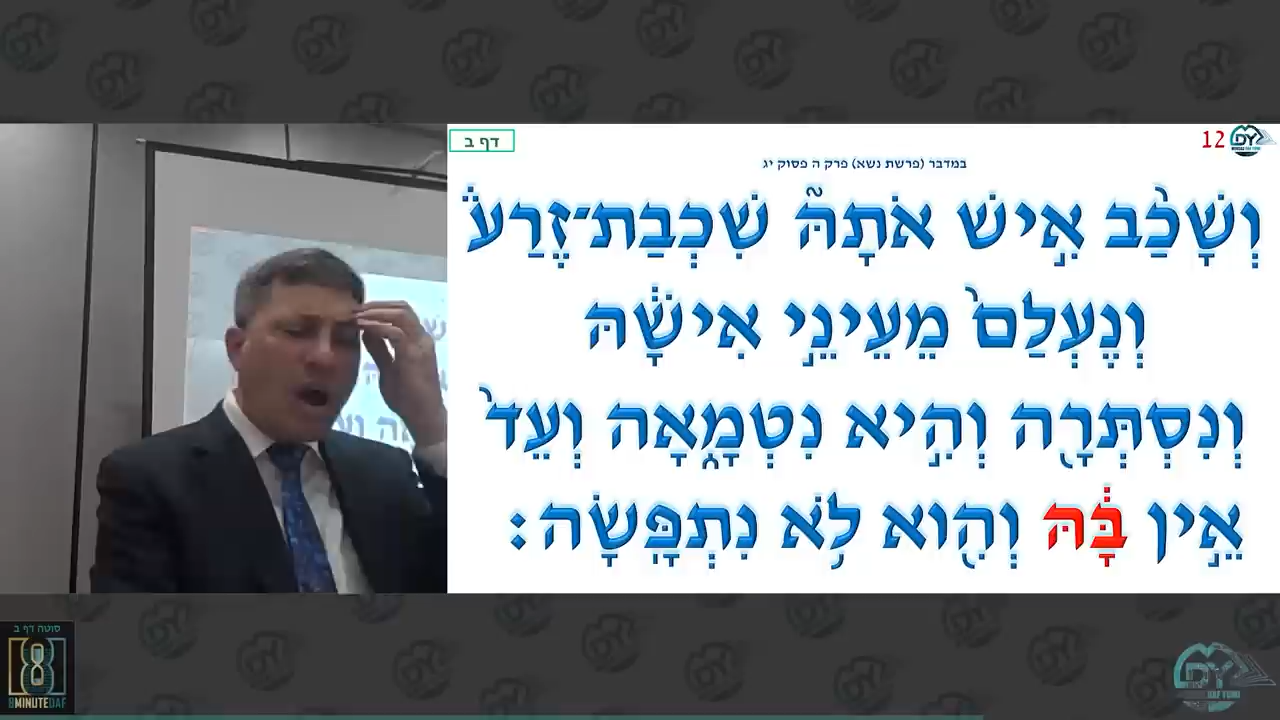 דף ב
12
במדבר (פרשת נשא) פרק ה פסוק יג
וְשָׁכַ֨ב אִ֣ישׁ אֹתָהּ֮ שִׁכְבַת־זֶ֒רַע֒
וְנֶעְלַם֙ מֵעֵינֵ֣י אִישָׁ֔הּ
וְנִסְתְּרָ֖ה וְהִ֣יא נִטְמָ֑אָה וְעֵד֙
אֵ֣ין בָּ֔הּ וְהִ֖וא לֹ֥א נִתְפָּֽשָׂה׃
סוטה דף ב
8
8MINUTEDAF